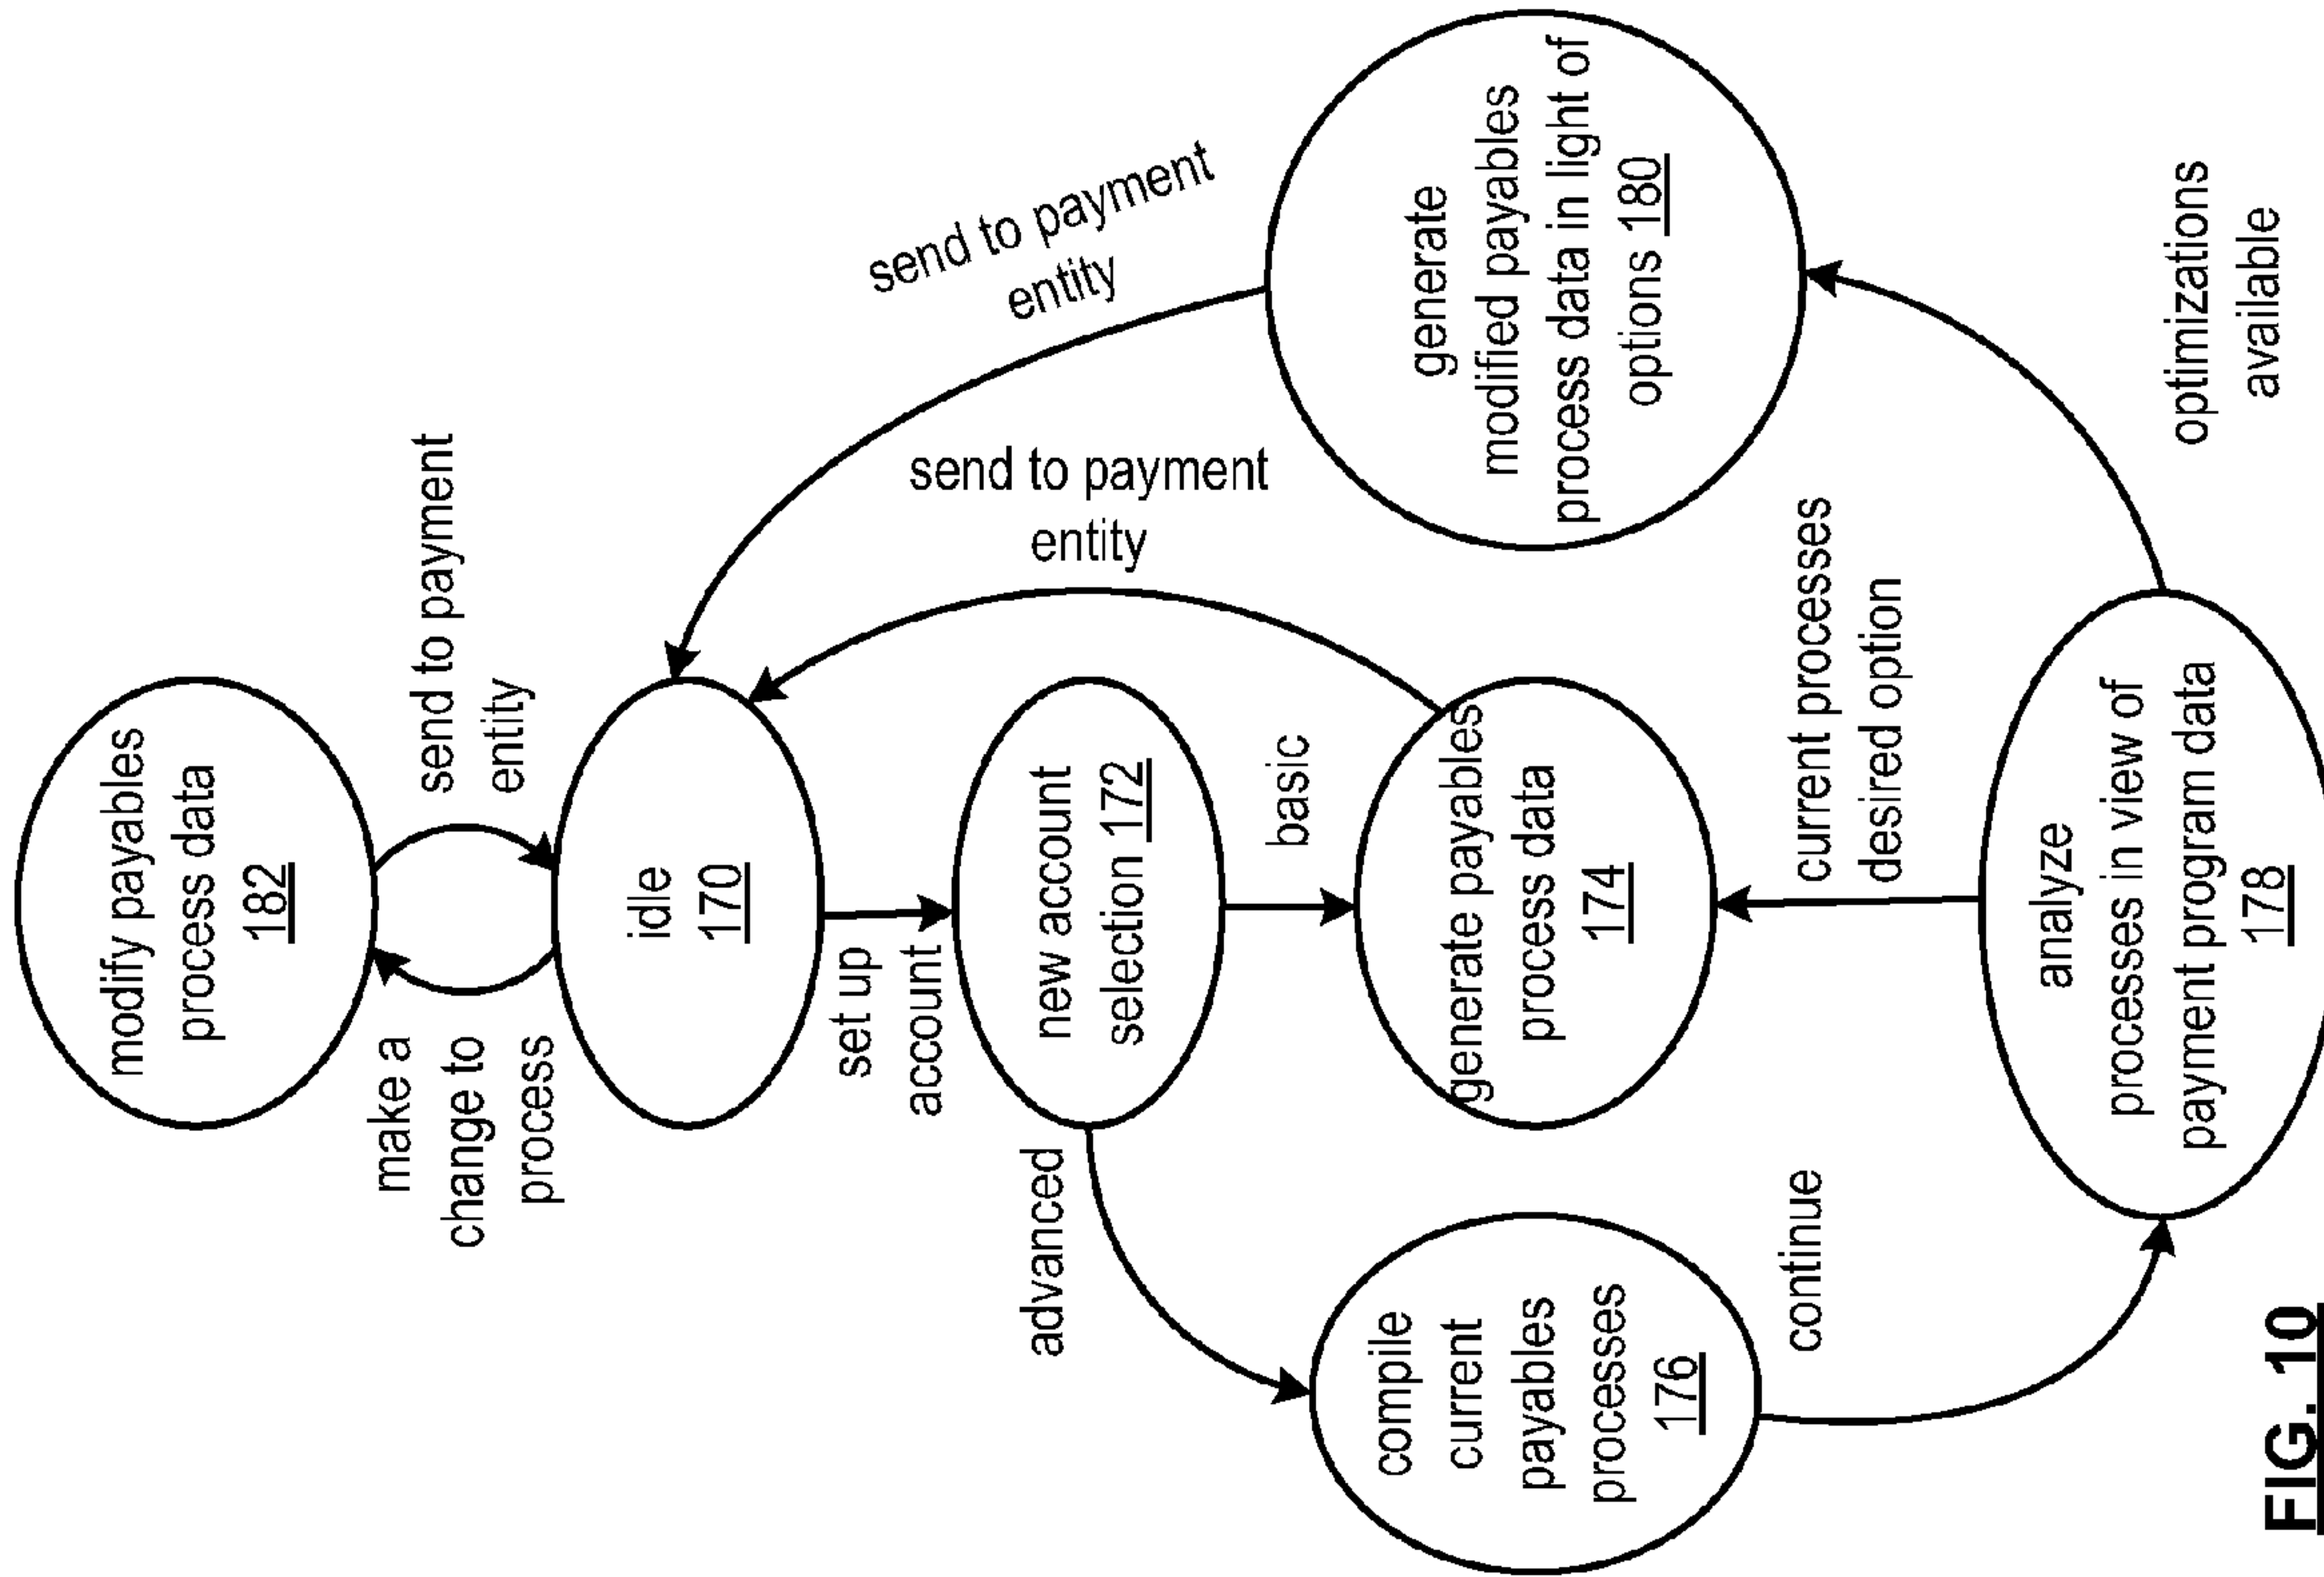 modify payables
process data
182
make a
change to
process
send to payment
entity
idle
170
set up
account
send to payment
entity
send to payment
entity
new account
selection 172
advanced
basic
compile
current
payables
processes
176
generate payables
process data
174
generate
modified payables
process data in light of
options 180
continue
current processes
desired option
optimizations
available
analyze
processes in view of
payment program data
178
FIG. 10